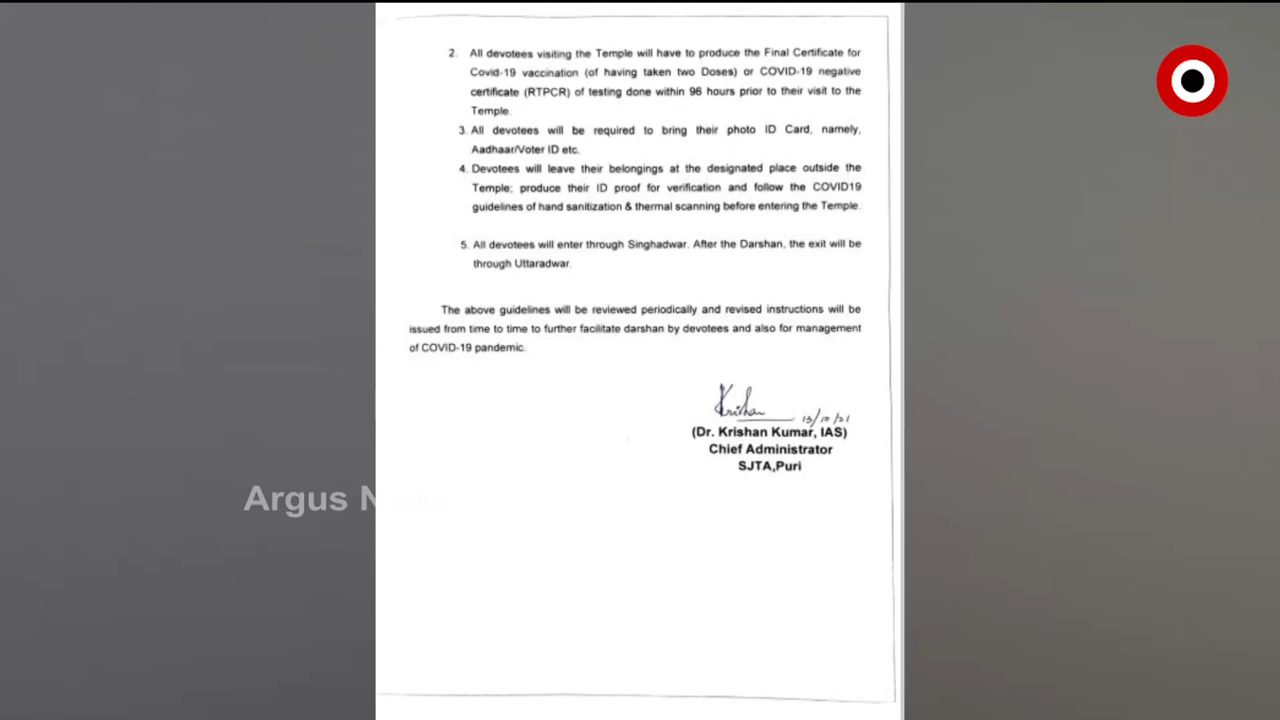 2. All devotees visiting the Temple will have to produce the Final Certificate for
Covid-19 vaccination (of having taken two Doses) or COVID-19 negative
certificate (RTPCR) of testing done within 96 hours prior to their visit to the
Temple.
3. All devotees will be required to bring their photo ID Card, namely,
Aadhaar/Voter ID etc.
4. Devotees will leave their belongings at the designated place outside the
Temple; produce their ID proof for verification and follow the COVID19
guidelines of hand sanitization & thermal scanning before entering the Temple.
5. All devotees will enter through Singhadwar. After the Darshan, the exit will be
through Uttaradwar.
The above guidelines will be reviewed periodically and revised instructions will be
issued from time to time to further facilitate darshan by devotees and also for management
of COVID-19 pandemic.
Krishan 13/10/21
(Dr. Krishan Kumar, IAS)
Chief Administrator
SJTA,Puri
Argus News